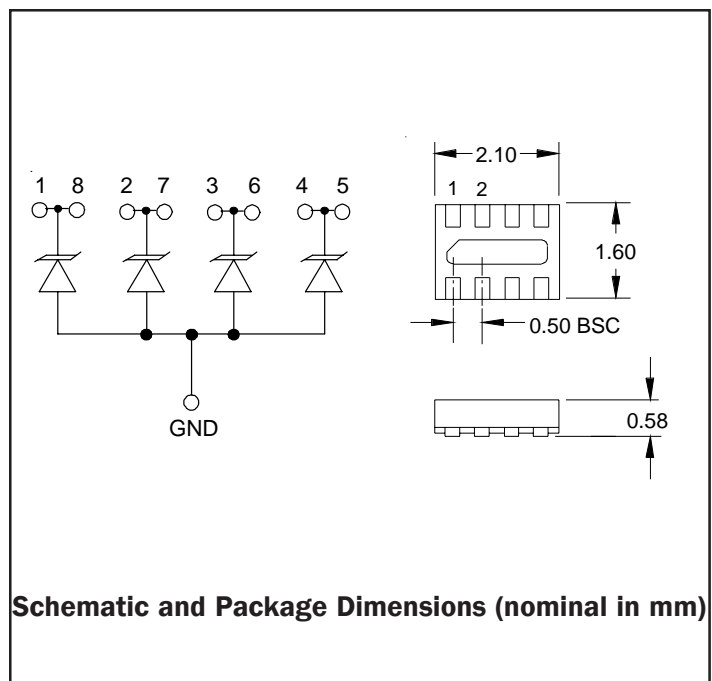 1 8 2 7 3 6 4 5
GND
2.10
1 2
1.60
0.50 BSC
0.58
Schematic and Package Dimensions (nominal in mm)